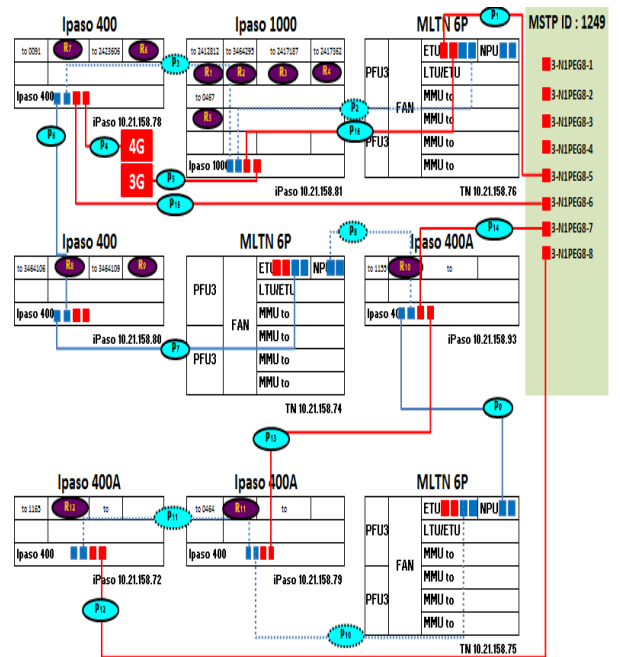 Ipaso 400
Ipaso 1000
MLTN 6P
P1
MSTP ID : 1249
to 0091
R7
to 2423606
R6
P3
to 2412812
to 3464295
to 2417187
to 2417362
R1
R2
R3
R4
to 0467
R5
ETU
NPU
LTU/ETU
MMU to
MMU to
MMU to
MMU to
PFU3
FAN
PFU3
3-N1PEG8-1
3-N1PEG8-2
3-N1PEG8-3
3-N1PEG8-4
3-N1PEG8-5
3-N1PEG8-6
3-N1PEG8-7
3-N1PEG8-8
Ipaso 400
P2
P16
iPaso 10.21.158.78
P6
P4
4G
3G
P5
Ipaso 1000
iPaso 10.21.158.81
TN 10.21.158.76
P15
P14
P8
Ipaso 400
MLTN 6P
Ipaso 400A
to 3464106
R8
to 3464109
R9
ETU
NPU
LTU/ETU
MMU to
MMU to
MMU to
MMU to
PFU3
FAN
PFU3
to 1155
R10
to
Ipaso 400
Ipaso 40
iPaso 10.21.158.80
P7
iPaso 10.21.158.93
TN 10.21.158.74
P9
P13
Ipaso 400A
Ipaso 400A
MLTN 6P
to 1165
R12
P11
to 0464
R11
to
ETU
NPU
LTU/ETU
MMU to
MMU to
MMU to
MMU to
PFU3
FAN
PFU3
Ipaso 400
Ipaso 400
iPaso 10.21.158.72
iPaso 10.21.158.79
P12
P10
TN 10.21.158.75